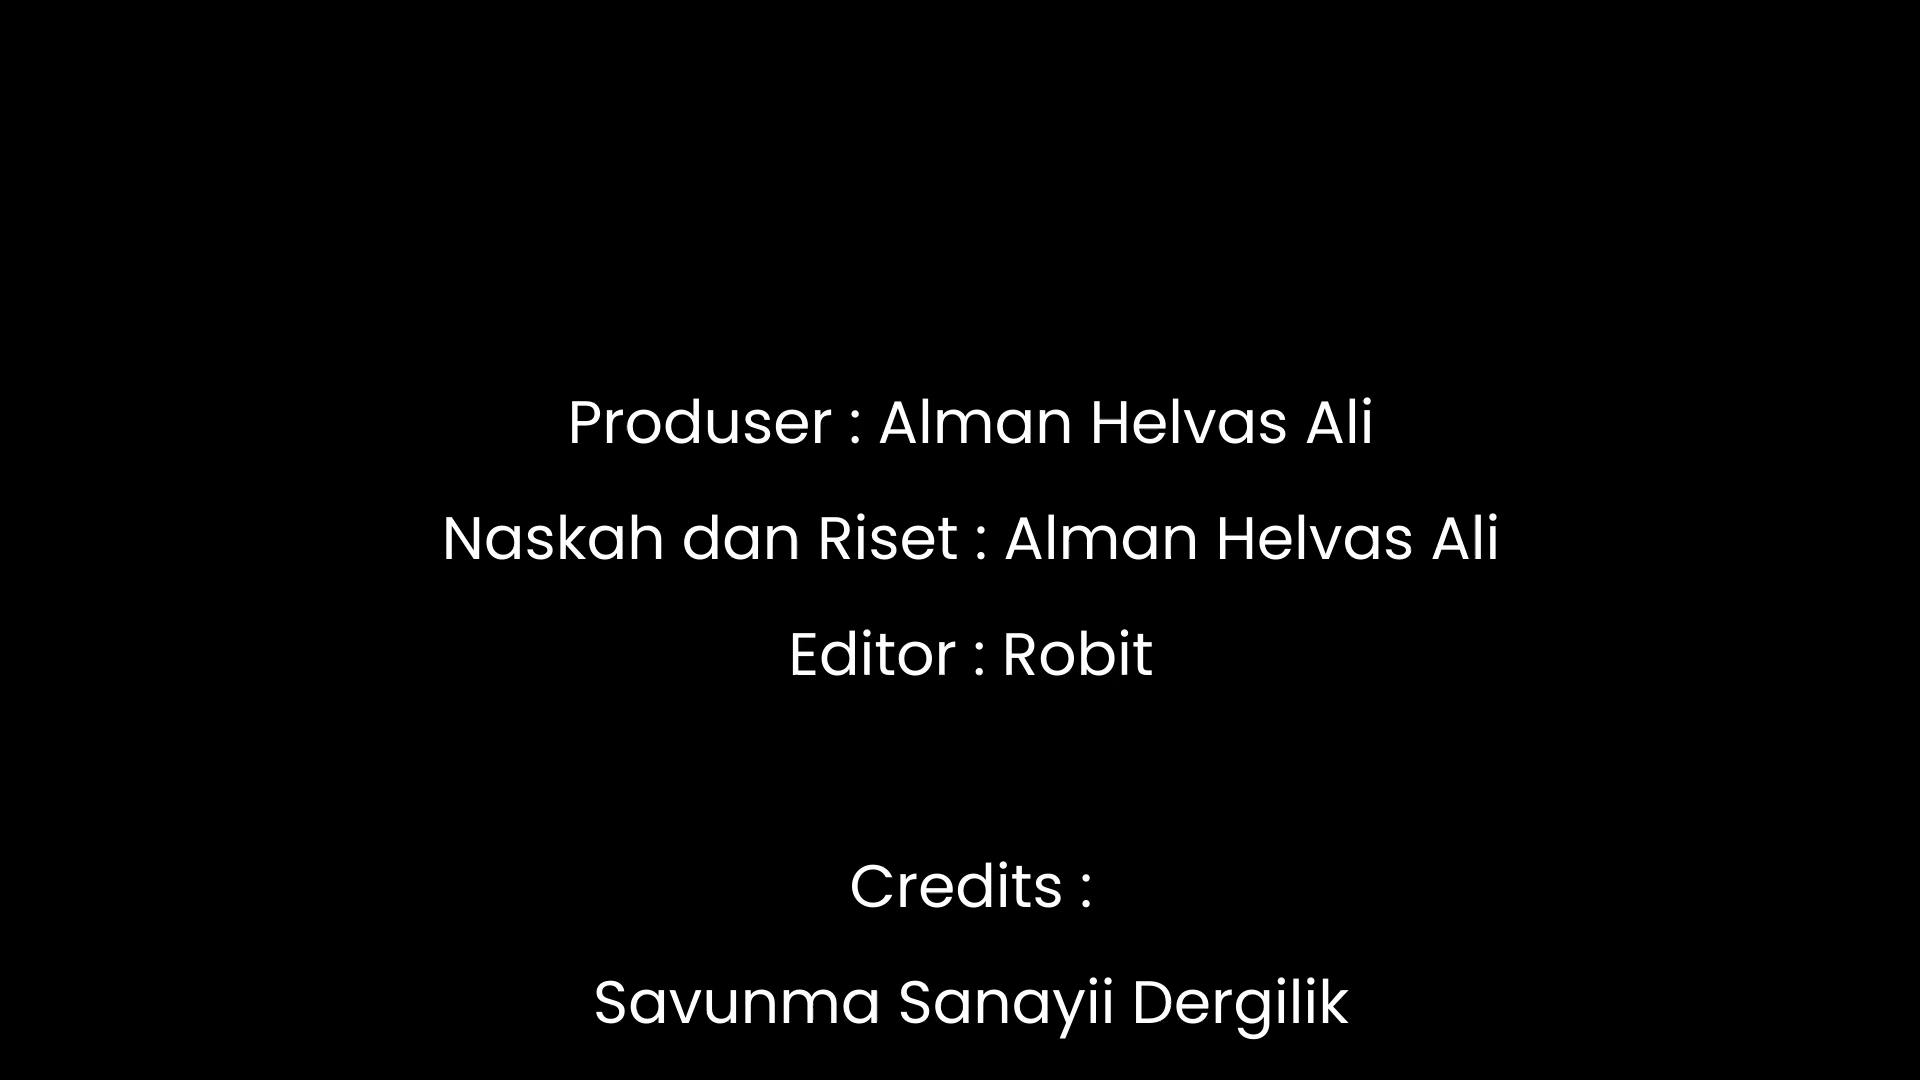 Produser : Alman Helvas Ali
Naskah dan Riset : Alman Helvas Ali
Editor : Robit
Credits :
Savunma Sanayii Dergilik